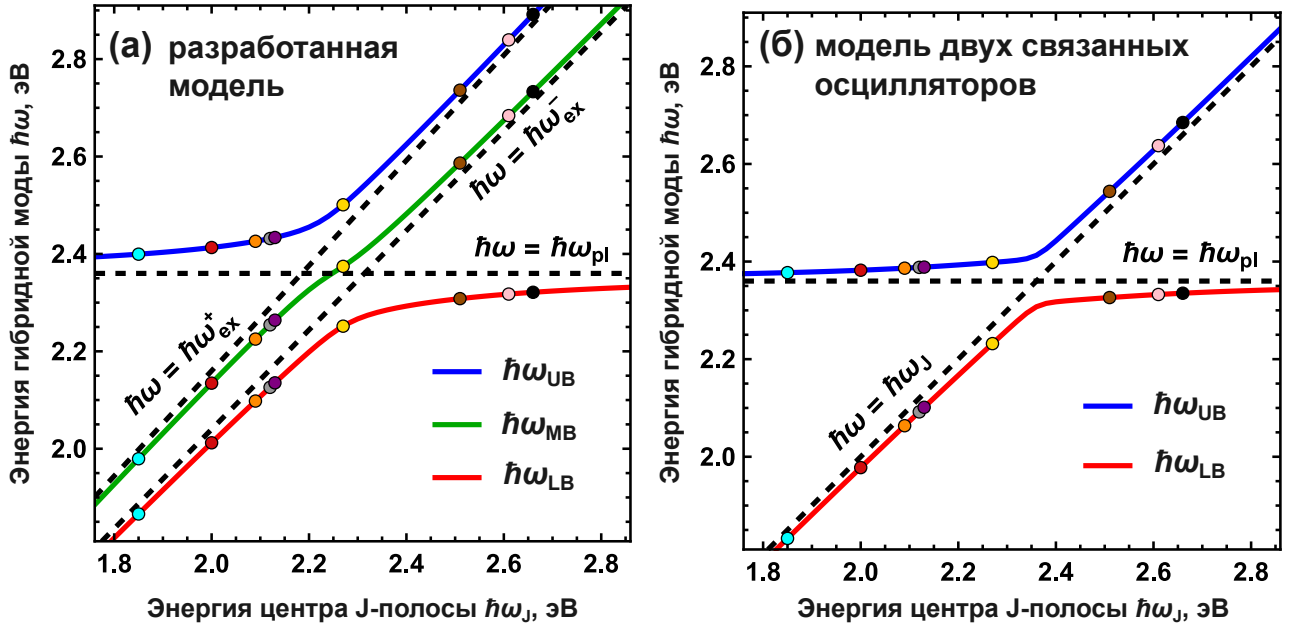 (а) разработанная
модель
Энергия гибридной моды ħω, эВ
2.8
2.6
2.4
2.2
2.0
ħω = ħω⁺ex
ħω = ħω⁻ex
ħω = ħωpl
ħωUB
ħωMB
ħωLB
1.8 2.0 2.2 2.4 2.6 2.8
Энергия центра J-полосы ħωJ, эВ
(б) модель двух связанных
осцилляторов
Энергия гибридной моды ħω, эВ
2.8
2.6
2.4
2.2
2.0
ħω = ħωpl
ħω = ħωJ
ħωUB
ħωLB
1.8 2.0 2.2 2.4 2.6 2.8
Энергия центра J-полосы ħωJ, эВ